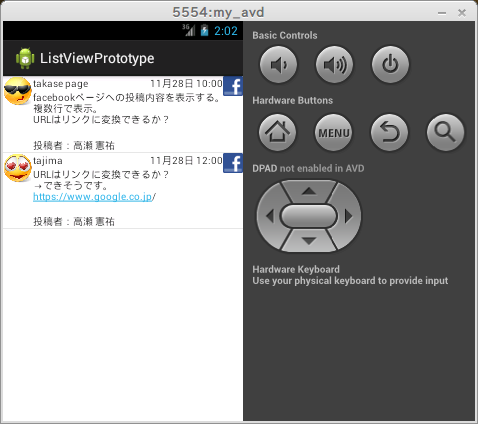 5554:my_avd
3G 2:02
ListViewPrototype
takasepage 11月28日 10:00
facebookページへの投稿内容を表示する。
複数行で表示。
URLはリンクに変換できるか？
投稿者：高瀬 憲祐
tajima 11月28日 12:00
URLはリンクに変換できるか？
→できそうです。
https://www.google.co.jp/
投稿者：高瀬 憲祐
Basic Controls
Hardware Buttons
MENU
DPAD not enabled in AVD
Hardware Keyboard
Use your physical keyboard to provide input